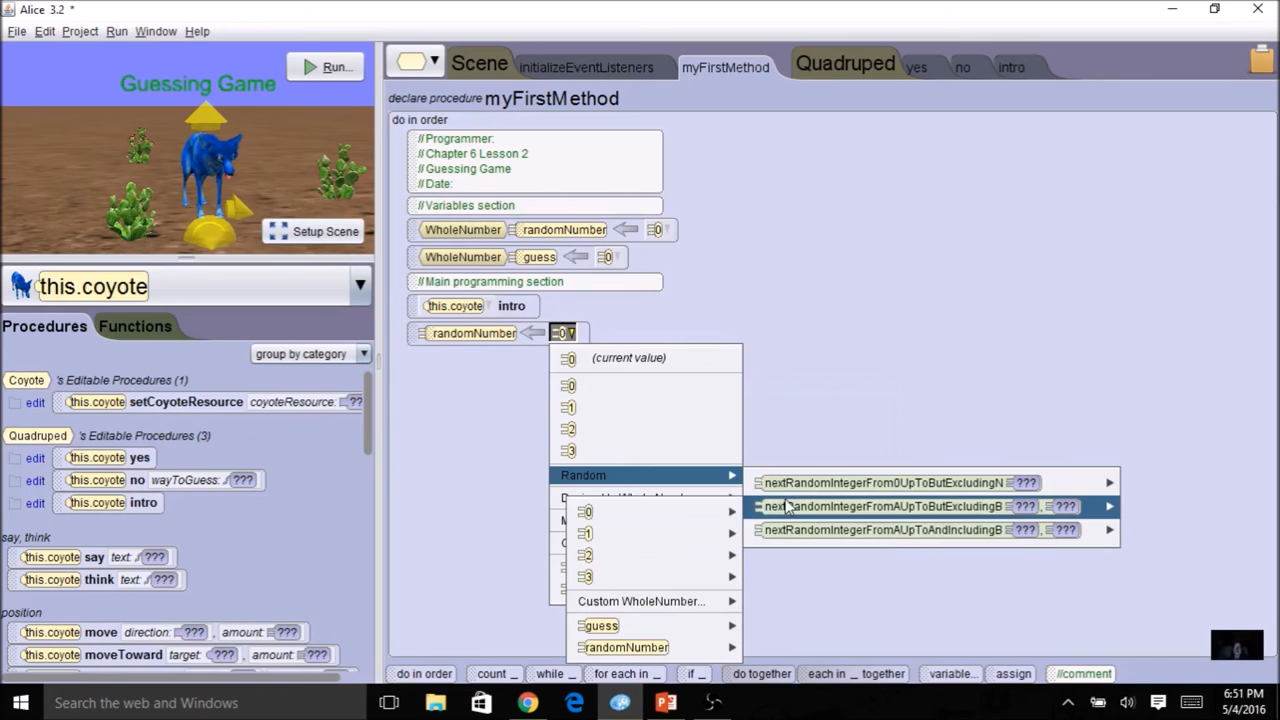 Alice 3.2 *
File Edit Project Run Window Help
Guessing Game
Run...
Setup Scene
this.coyote
Procedures Functions
group by category
Coyote 's Editable Procedures (1)
edit this.coyote setCoyoteResource coyoteResource: ??
Quadruped 's Editable Procedures (3)
edit this.coyote yes
edit this.coyote no wayToGuess: ???
edit this.coyote intro
say, think
this.coyote say text: ???
this.coyote think text: ???
position
this.coyote move direction: ???, amount: ???
this.coyote moveToward target: ???, amount: ???
Scene initializeEventListeners myFirstMethod Quadruped yes no intro
declare procedure myFirstMethod
do in order
//Programmer:
//Chapter 6 Lesson 2
//Guessing Game
//Date:
//Variables section
WholeNumber randomNumber 0
WholeNumber guess 0
//Main programming section
this.coyote intro
randomNumber 0
0 (current value)
0
1
2
3
Random
nextRandomIntegerFrom0UpToButExcludingN ???
nextRandomIntegerFromAUpToButExcludingB ???, ???
nextRandomIntegerFromAUpToAndIncludingB ???, ???
0
1
2
3
Custom WholeNumber...
guess
randomNumber
do in order count _ while _ for each in _ if _ do together each in _ together variable... assign //comment
Search the web and Windows
6:51 PM
5/4/2016